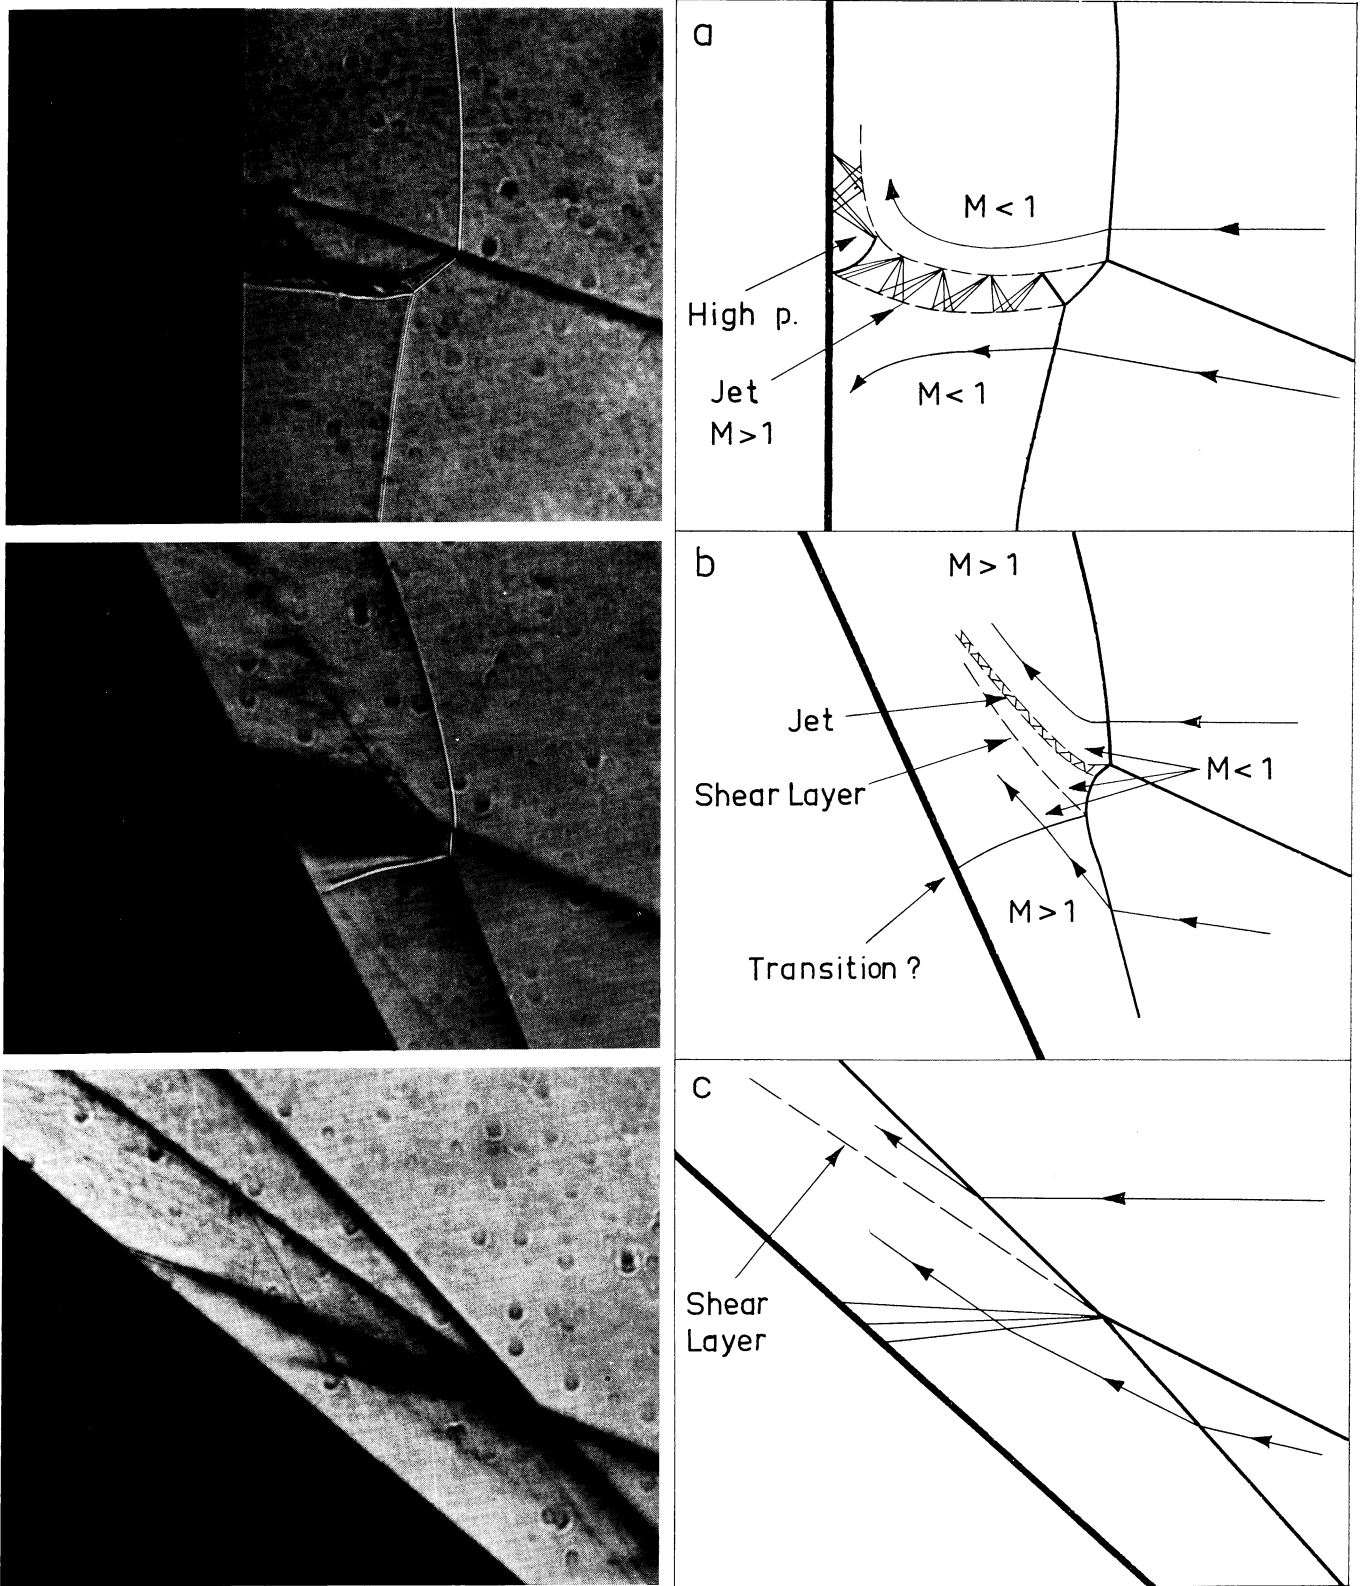 a
M < 1
High p.
Jet
M > 1
M < 1
b
M > 1
Jet
Shear Layer
M < 1
M > 1
Transition ?
c
Shear
Layer